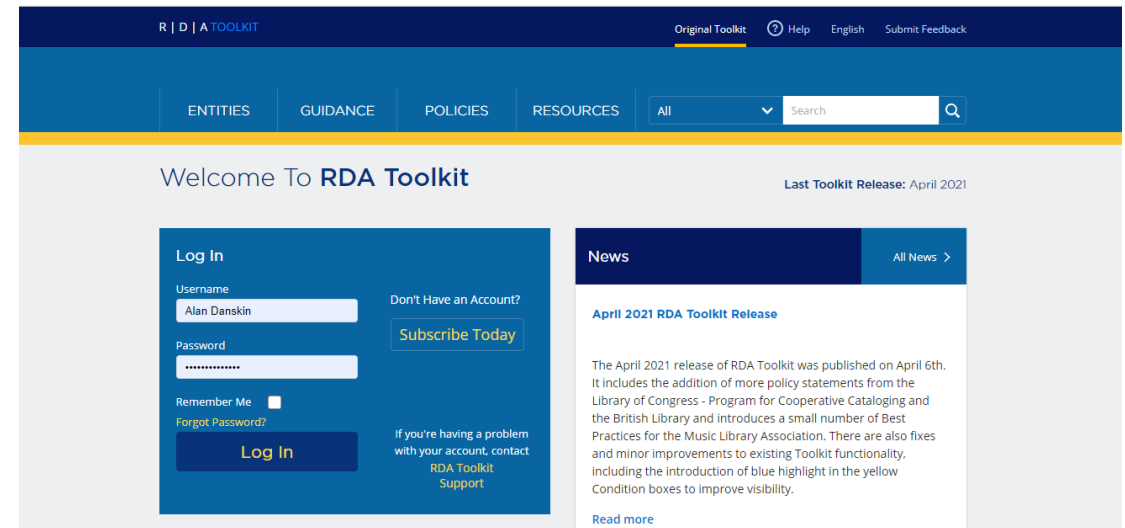 R | D | A TOOLKIT
Original Toolkit
? Help
English
Submit Feedback
ENTITIES
GUIDANCE
POLICIES
RESOURCES
All
Search
Welcome To RDA Toolkit
Last Toolkit Release: April 2021
Log In
Username
Alan Danskin
Password
••••••••••••••
Remember Me
Forgot Password?
Log In
Don't Have an Account?
Subscribe Today
If you're having a problem
with your account, contact
RDA Toolkit
Support
News
All News >
April 2021 RDA Toolkit Release
The April 2021 release of RDA Toolkit was published on April 6th.
It includes the addition of more policy statements from the
Library of Congress - Program for Cooperative Cataloging and
the British Library and introduces a small number of Best
Practices for the Music Library Association. There are also fixes
and minor improvements to existing Toolkit functionality,
including the introduction of blue highlight in the yellow
Condition boxes to improve visibility.
Read more